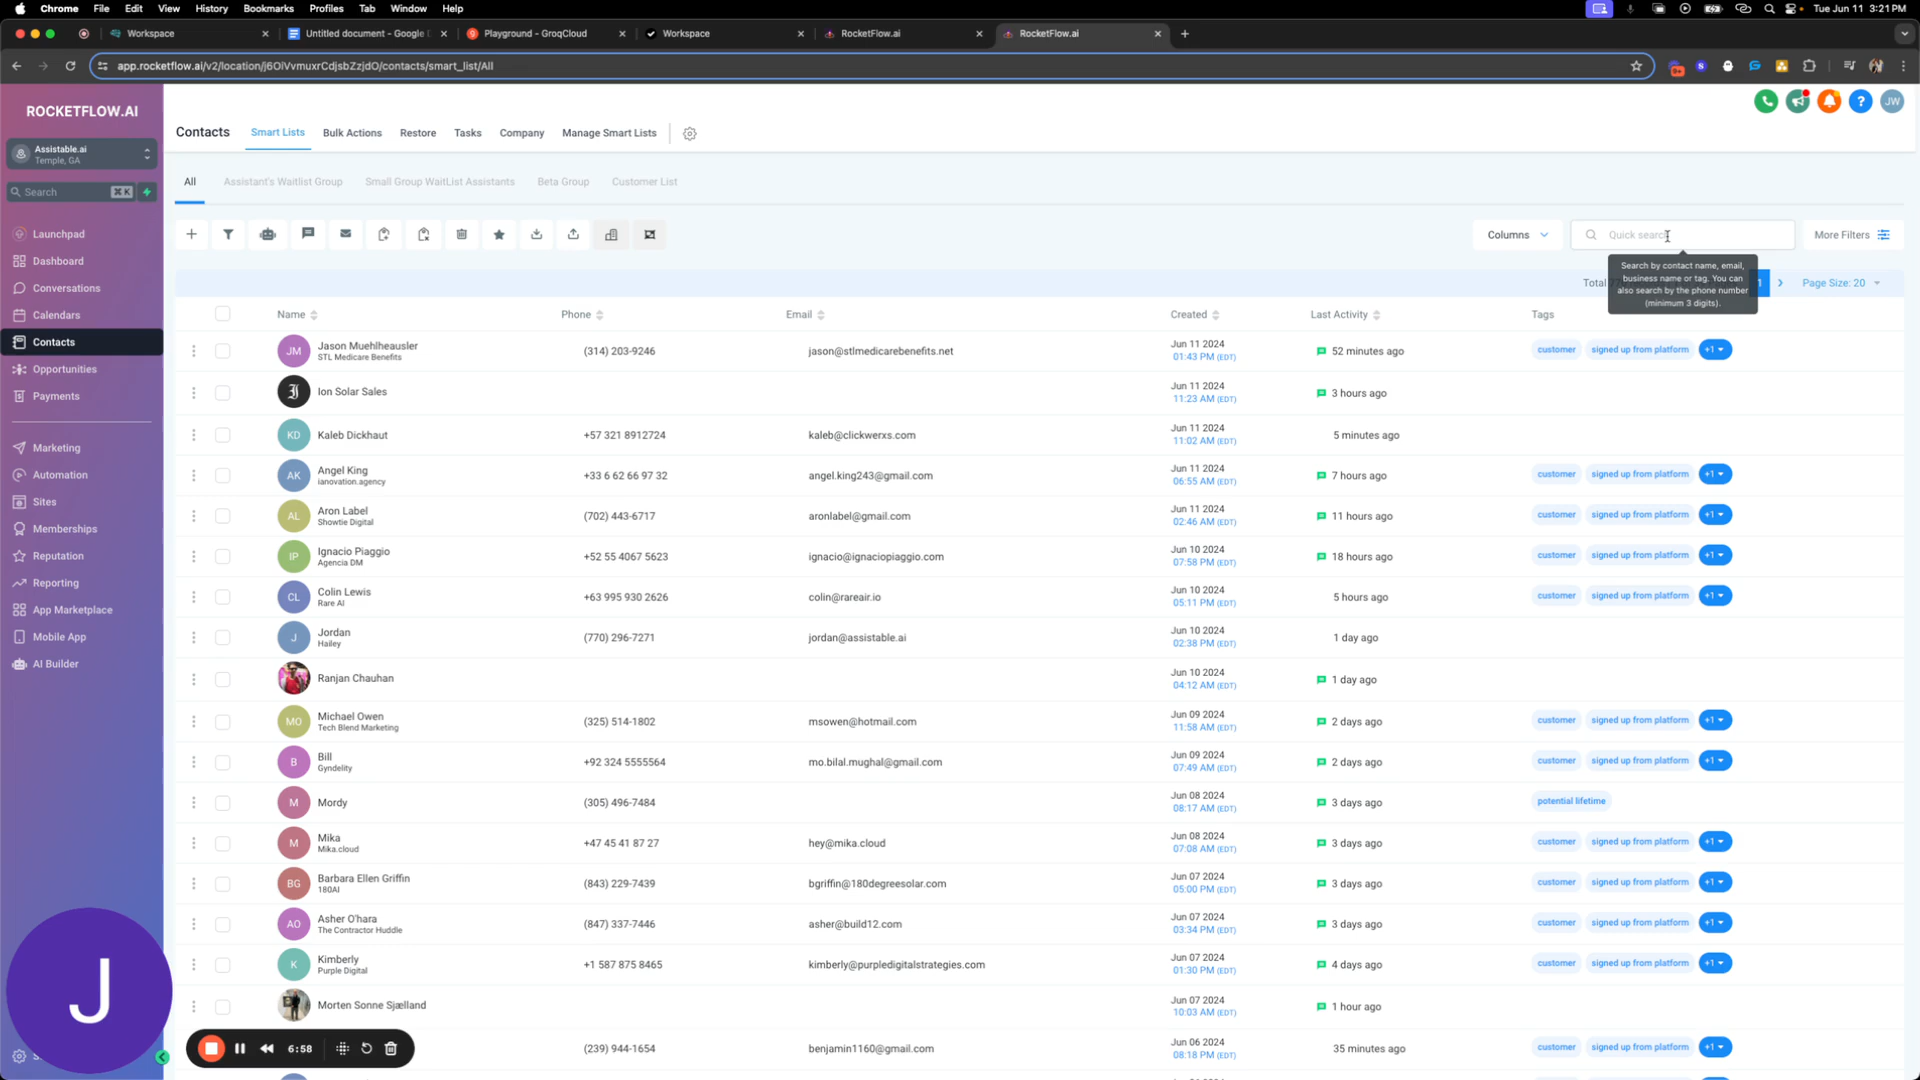 Chrome File Edit View History Bookmarks Profiles Tab Window Help Tue Jun 11 3:21 PM
Workspace Untitled document - Google Playground - GroqCloud Workspace RocketFlow.ai RocketFlow.ai
app.rocketflow.ai/v2/location/j6OiVvmuxrCdjsbZzjdO/contacts/smart_list/All
9+
ROCKETFLOW.AI
Assistable.ai
Temple, GA
Search ⌘ K
Launchpad
Dashboard
Conversations
Calendars
Contacts
Opportunities
Payments
Marketing
Automation
Sites
Memberships
Reputation
Reporting
App Marketplace
Mobile App
AI Builder
JW
Contacts Smart Lists Bulk Actions Restore Tasks Company Manage Smart Lists
All Assistant's Waitlist Group Small Group WaitList Assistants Beta Group Customer List
Columns Quick search More Filters
Search by contact name, email,
business name or tag. You can
also search by the phone number
(minimum 3 digits).
Total 1 Page Size: 20
Name Phone Email Created Last Activity Tags
JM Jason Muehlheausler
STL Medicare Benefits
(314) 203-9246 jason@stlmedicarebenefits.net Jun 11 2024
01:43 PM (EDT)
52 minutes ago customer signed up from platform +1
Ion Solar Sales Jun 11 2024
11:23 AM (EDT)
3 hours ago
KD Kaleb Dickhaut +57 321 8912724 kaleb@clickwerxs.com Jun 11 2024
11:02 AM (EDT)
5 minutes ago
AK Angel King
ianovation.agency
+33 6 62 66 97 32 angel.king243@gmail.com Jun 11 2024
06:55 AM (EDT)
7 hours ago customer signed up from platform +1
AL Aron Label
Showtie Digital
(702) 443-6717 aronlabel@gmail.com Jun 11 2024
02:46 AM (EDT)
11 hours ago customer signed up from platform +1
IP Ignacio Piaggio
Agencia DM
+52 55 4067 5623 ignacio@ignaciopiaggio.com Jun 10 2024
07:58 PM (EDT)
18 hours ago customer signed up from platform +1
CL Colin Lewis
Rare AI
+63 995 930 2626 colin@rareair.io Jun 10 2024
05:11 PM (EDT)
5 hours ago customer signed up from platform +1
J Jordan
Hailey
(770) 296-7271 jordan@assistable.ai Jun 10 2024
02:38 PM (EDT)
1 day ago
Ranjan Chauhan Jun 10 2024
04:12 AM (EDT)
1 day ago
MO Michael Owen
Tech Blend Marketing
(325) 514-1802 msowen@hotmail.com Jun 09 2024
11:58 AM (EDT)
2 days ago customer signed up from platform +1
B Bill
Gyndelity
+92 324 5555564 mo.bilal.mughal@gmail.com Jun 09 2024
07:49 AM (EDT)
2 days ago customer signed up from platform +1
M Mordy (305) 496-7484 Jun 08 2024
08:17 AM (EDT)
3 days ago potential lifetime
M Mika
Mika.cloud
+47 45 41 87 27 hey@mika.cloud Jun 08 2024
07:08 AM (EDT)
3 days ago customer signed up from platform +1
BG Barbara Ellen Griffin
180AI
(843) 229-7439 bgriffin@180degreesolar.com Jun 07 2024
05:00 PM (EDT)
3 days ago customer signed up from platform +1
AO Asher O'hara
The Contractor Huddle
(847) 337-7446 asher@build12.com Jun 07 2024
03:34 PM (EDT)
3 days ago customer signed up from platform +1
K Kimberly
Purple Digital
+1 587 875 8465 kimberly@purpledigitalstrategies.com Jun 07 2024
01:30 PM (EDT)
4 days ago customer signed up from platform +1
Morten Sonne Sjælland Jun 07 2024
10:03 AM (EDT)
1 hour ago
(239) 944-1654 benjamin1160@gmail.com Jun 06 2024
08:18 PM (EDT)
35 minutes ago customer signed up from platform +1
J
6:58